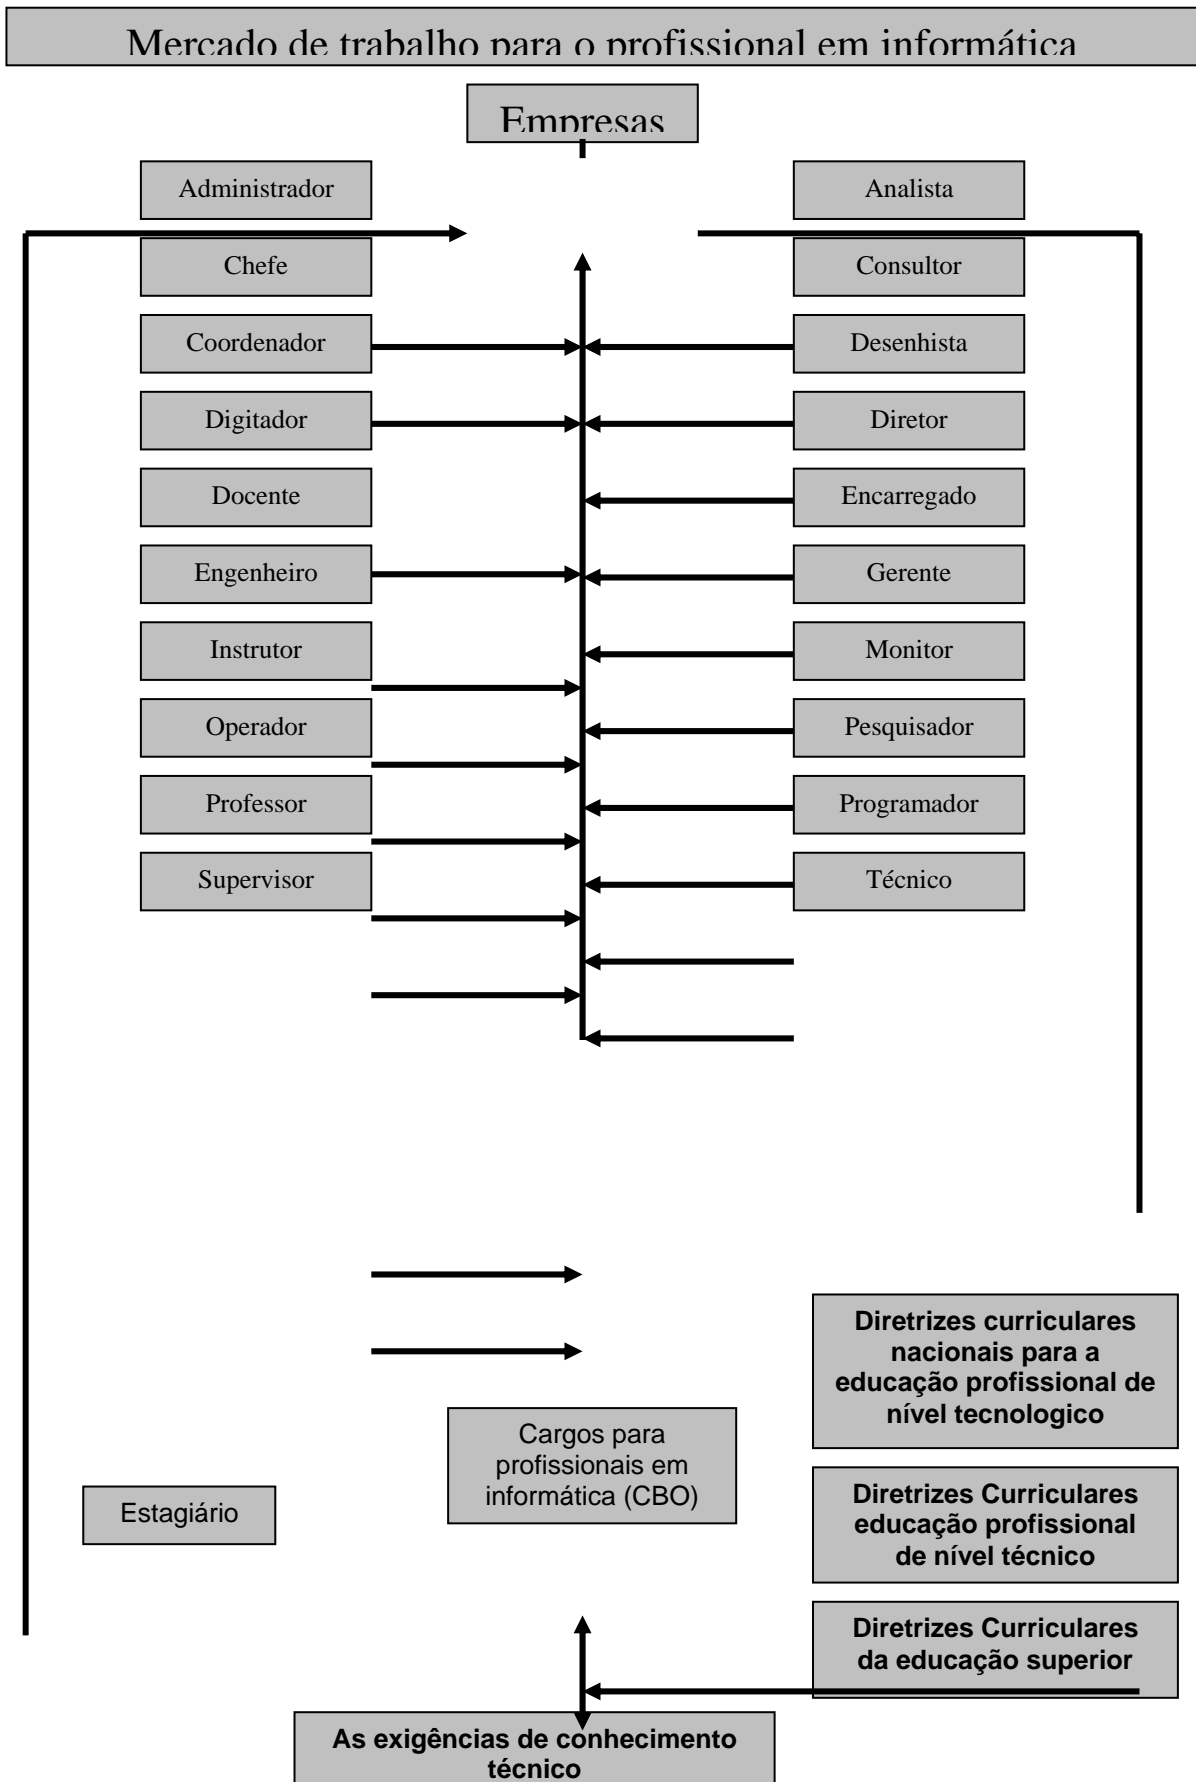 Mercado de trabalho para o profissional em informática
Empresas
Administrador
Analista
Chefe
Consultor
Coordenador
Desenhista
Digitador
Diretor
Docente
Encarregado
Engenheiro
Gerente
Instrutor
Monitor
Operador
Pesquisador
Professor
Programador
Supervisor
Técnico
Diretrizes curriculares
nacionais para a
educação profissional de
nível tecnologico
Cargos para
profissionais em
informática (CBO)
Estagiário
Diretrizes Curriculares
educação profissional
de nível técnico
Diretrizes Curriculares
da educação superior
As exigências de conhecimento
técnico